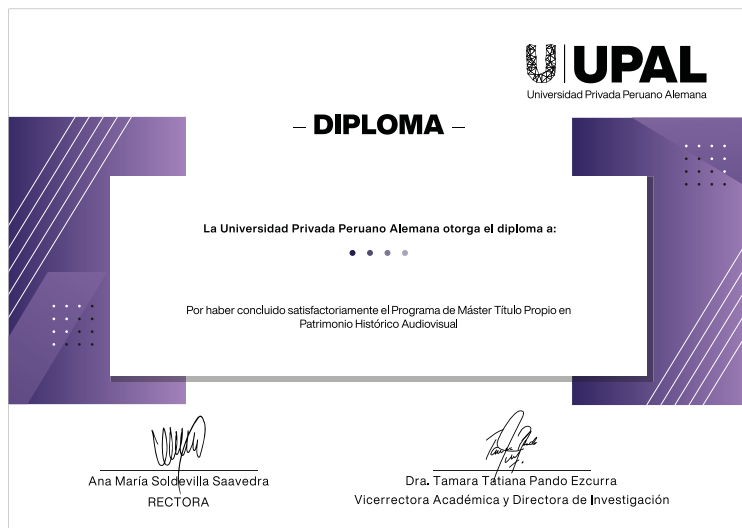 UPAL
Universidad Privada Peruano Alemana
– DIPLOMA –
La Universidad Privada Peruano Alemana otorga el diploma a:
Por haber concluido satisfactoriamente el Programa de Máster Título Propio en
Patrimonio Histórico Audiovisual
Ana María Soldevilla Saavedra
RECTORA
Dra. Tamara Tatiana Pando Ezcurra
Vicerrectora Académica y Directora de Investigación